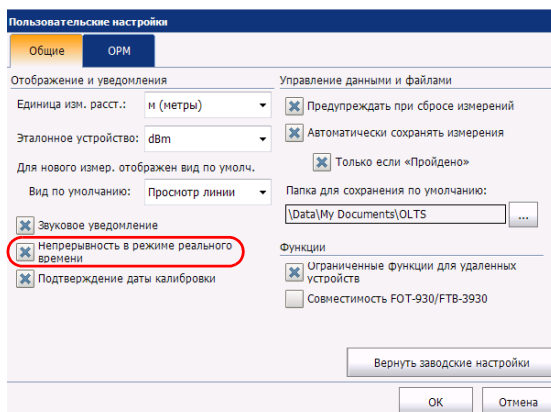 Пользовательские настройки
Общие
OPM
Отображение и уведомления
Единица изм. расст.: м (метры)
Эталонное устройство: dBm
Для нового измер. отображен вид по умолч.
Вид по умолчанию: Просмотр линии
Звуковое уведомление
Непрерывность в режиме реального
времени
Подтверждение даты калибровки
Управление данными и файлами
Предупреждать при сбросе измерений
Автоматически сохранять измерения
Только если «Пройдено»
Папка для сохранения по умолчанию:
\Data\My Documents\OLTS ...
Функции
Ограниченные функции для удаленных
устройств
Совместимость FOT-930/FTB-3930
Вернуть заводские настройки
OK
Отмена